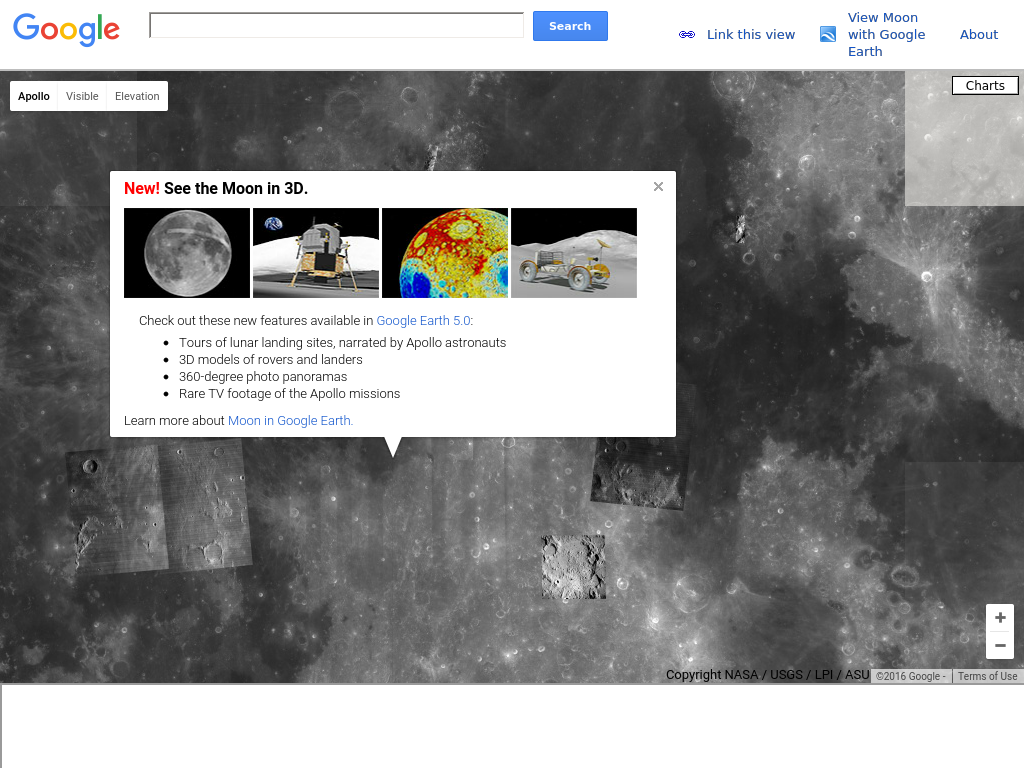 Google
Search
Link this view
View Moon
with Google
Earth
About
Apollo
Visible
Elevation
Charts
New! See the Moon in 3D.
Check out these new features available in Google Earth 5.0:
Tours of lunar landing sites, narrated by Apollo astronauts
3D models of rovers and landers
360-degree photo panoramas
Rare TV footage of the Apollo missions
Learn more about Moon in Google Earth.
Copyright NASA / USGS / LPI / ASU
©2016 Google -
Terms of Use